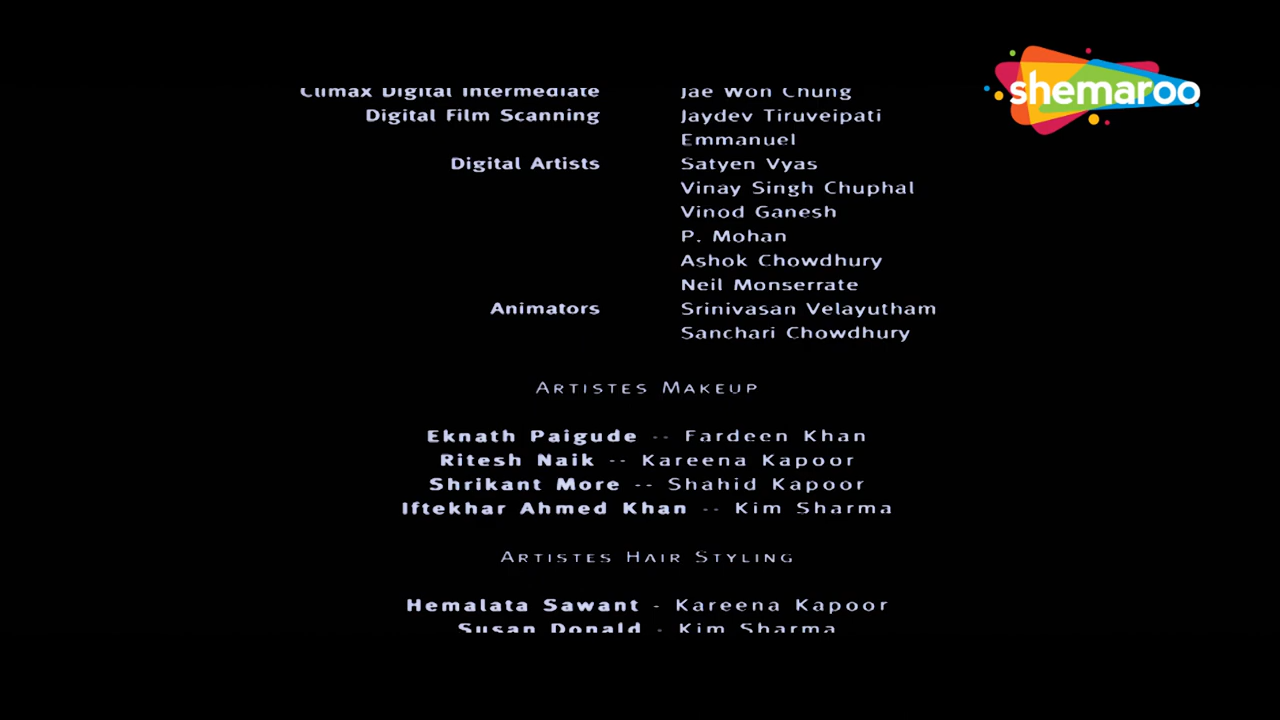 shemaroo
Climax Digital Intermediate Jae Won Chung
Digital Film Scanning Jaydev Tiruveipati
Emmanuel
Digital Artists Satyen Vyas
Vinay Singh Chuphal
Vinod Ganesh
P. Mohan
Ashok Chowdhury
Neil Monserrate
Animators Srinivasan Velayutham
Sanchari Chowdhury
ARTISTES MAKEUP
Eknath Paigude -- Fardeen Khan
Ritesh Naik -- Kareena Kapoor
Shrikant More -- Shahid Kapoor
Iftekhar Ahmed Khan -- Kim Sharma
ARTISTES HAIR STYLING
Hemalata Sawant - Kareena Kapoor
Susan Donald - Kim Sharma